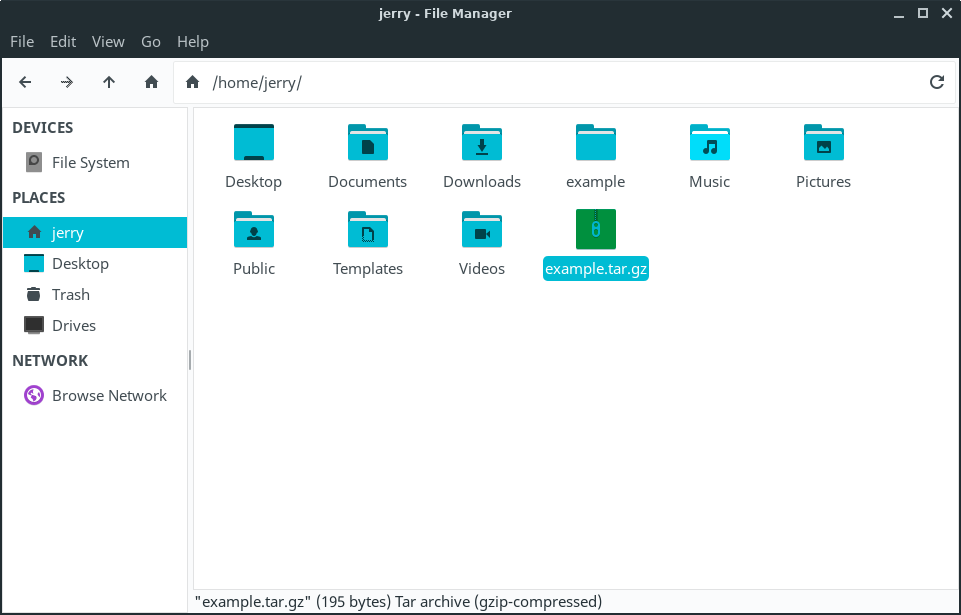 jerry - File Manager
File Edit View Go Help
/home/jerry/
DEVICES
File System
PLACES
jerry
Desktop
Trash
Drives
NETWORK
Browse Network
Desktop Documents Downloads example Music Pictures
Public Templates Videos example.tar.gz
"example.tar.gz" (195 bytes) Tar archive (gzip-compressed)